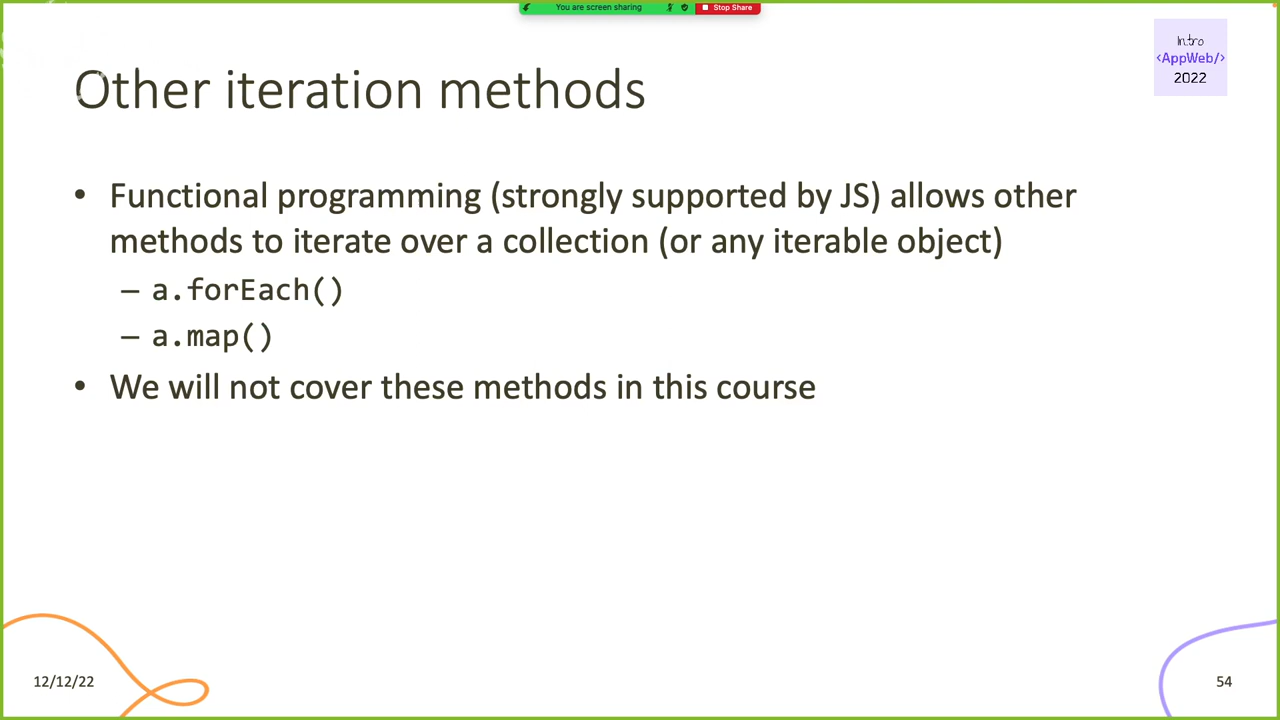 You are screen sharing
Stop Share
Intro
<AppWeb/>
2022
Other iteration methods
• Functional programming (strongly supported by JS) allows other
methods to iterate over a collection (or any iterable object)
– a.forEach()
– a.map()
• We will not cover these methods in this course
12/12/22
54